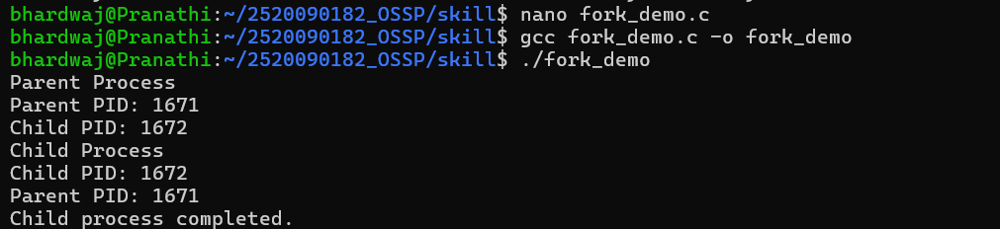 bhardwaj@Pranathi:~/2520090182_OSSP/skill$ nano fork_demo.c
bhardwaj@Pranathi:~/2520090182_OSSP/skill$ gcc fork_demo.c -o fork_demo
bhardwaj@Pranathi:~/2520090182_OSSP/skill$ ./fork_demo
Parent Process
Parent PID: 1671
Child PID: 1672
Child Process
Child PID: 1672
Parent PID: 1671
Child process completed.